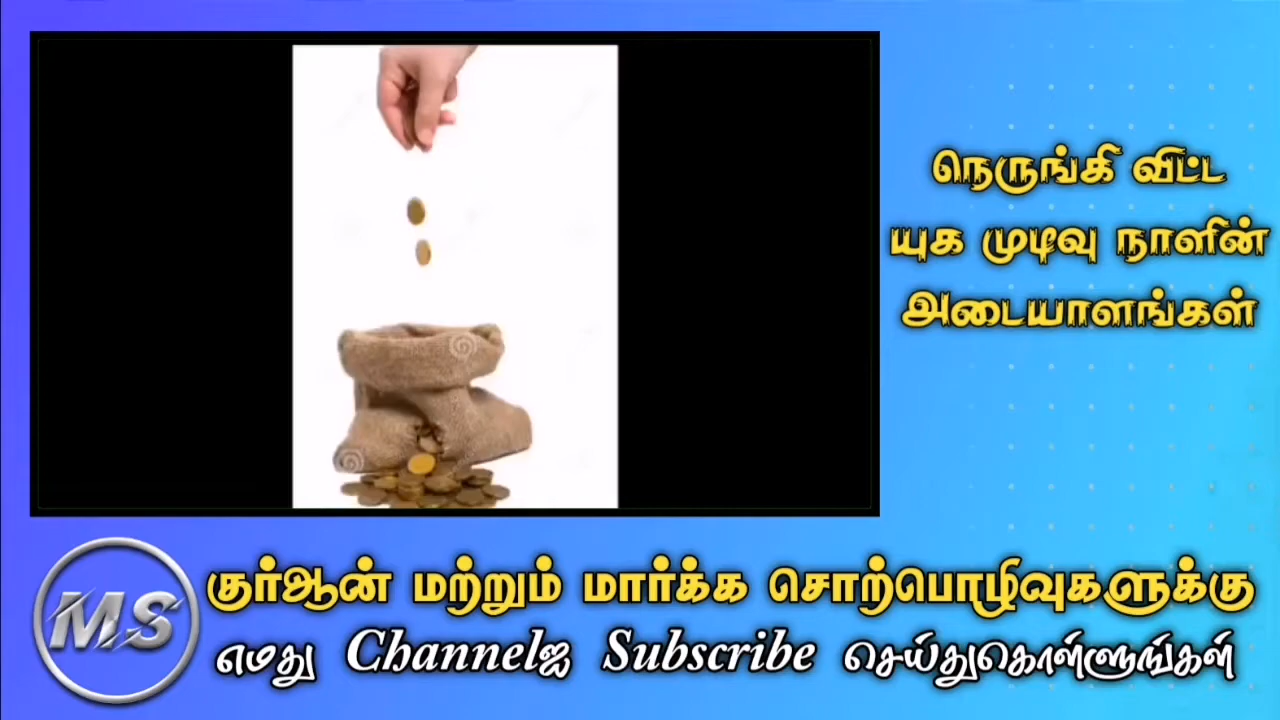 நெருங்கி விட்ட
யுக முடிவு நாளின்
அடையாளங்கள்
MS
குர்ஆன் மற்றும் மார்க்க சொற்பொழிவுகளுக்கு
எமது Channelஐ Subscribe செய்துகொள்ளுங்கள்